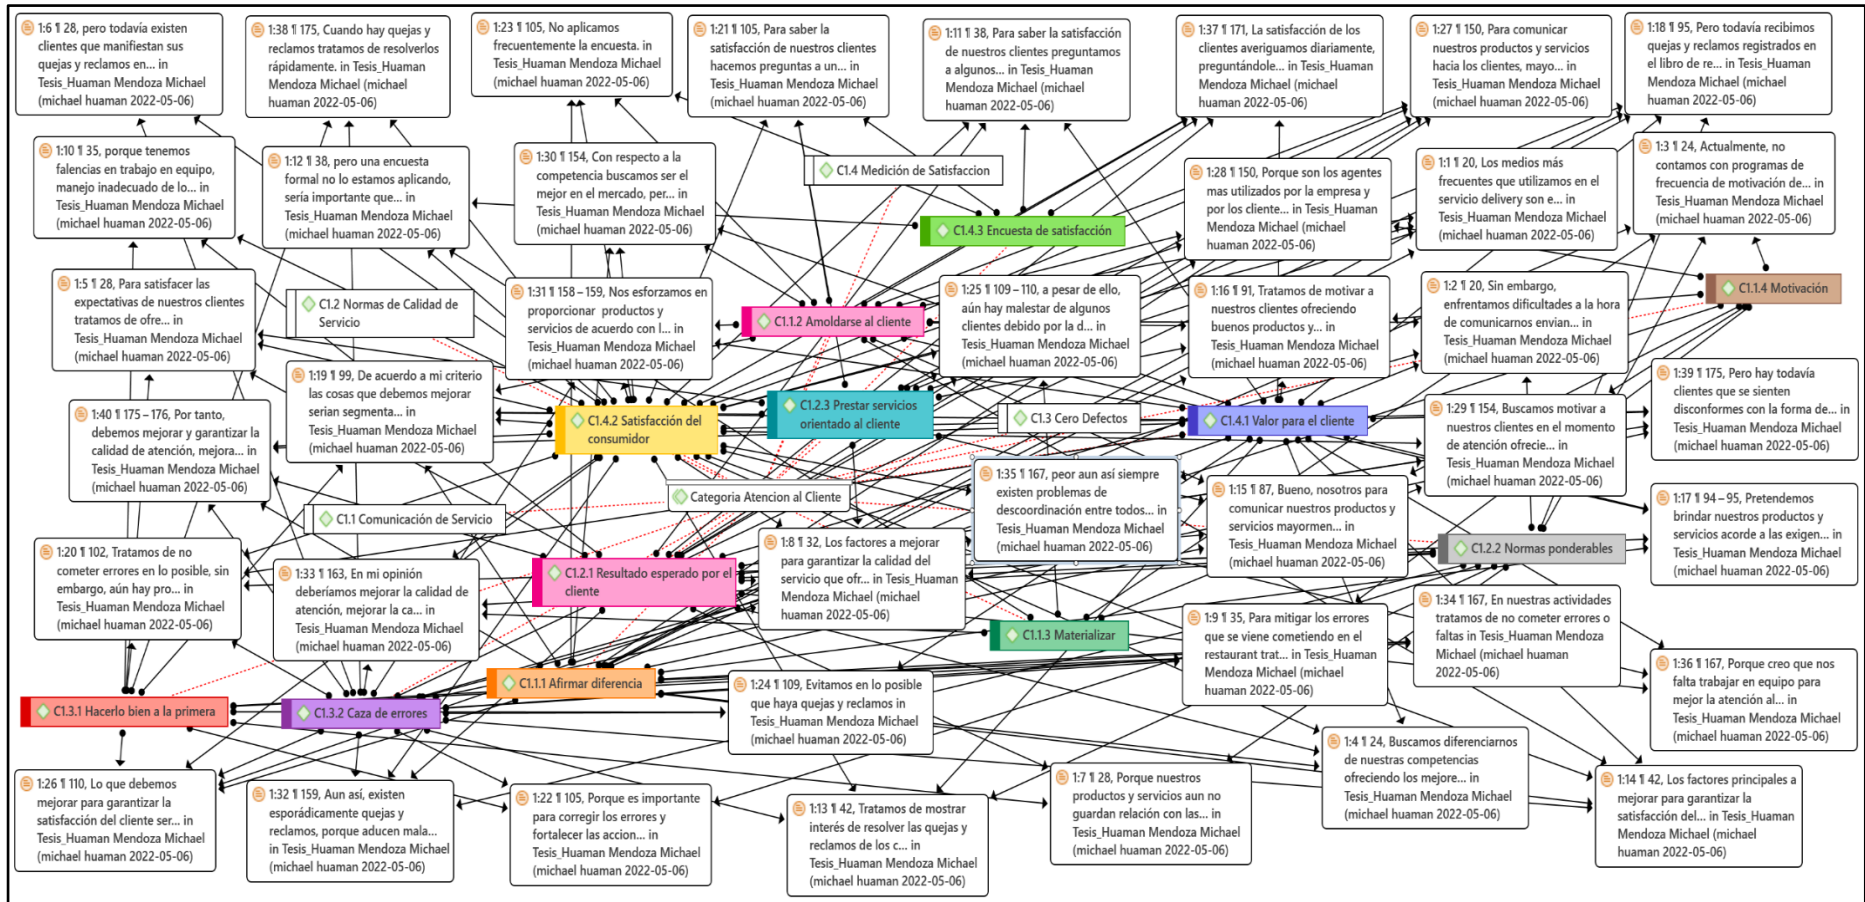 1:6 ¶ 28, pero todavía existen
clientes que manifiestan sus
quejas y reclamos en... in
Tesis_Huaman Mendoza Michael
(michael huaman 2022-05-06)
1:38 ¶ 175, Cuando hay quejas y
reclamos tratamos de resolverlos
rápidamente. in Tesis_Huaman
Mendoza Michael (michael
huaman 2022-05-06)
1:23 ¶ 105, No aplicamos
frecuentemente la encuesta. in
Tesis_Huaman Mendoza Michael
(michael huaman 2022-05-06)
1:21 ¶ 105, Para saber la
satisfacción de nuestros clientes
hacemos preguntas a un... in
Tesis_Huaman Mendoza Michael
(michael huaman 2022-05-06)
1:11 ¶ 38, Para saber la satisfacción
de nuestros clientes preguntamos
a algunos... in Tesis_Huaman
Mendoza Michael (michael
huaman 2022-05-06)
1:37 ¶ 171, La satisfacción de los
clientes averiguamos diariamente,
preguntándole... in Tesis_Huaman
Mendoza Michael (michael
huaman 2022-05-06)
1:27 ¶ 150, Para comunicar
nuestros productos y servicios
hacia los clientes, mayo... in
Tesis_Huaman Mendoza Michael
(michael huaman 2022-05-06)
1:18 ¶ 95, Pero todavía recibimos
quejas y reclamos registrados en
el libro de re... in Tesis_Huaman
Mendoza Michael (michael
huaman 2022-05-06)
1:10 ¶ 35, porque tenemos
falencias en trabajo en equipo,
manejo inadecuado de lo... in
Tesis_Huaman Mendoza Michael
(michael huaman 2022-05-06)
1:12 ¶ 38, pero una encuesta
formal no lo estamos aplicando,
sería importante que... in
Tesis_Huaman Mendoza Michael
(michael huaman 2022-05-06)
1:30 ¶ 154, Con respecto a la
competencia buscamos ser el
mejor en el mercado, per... in
Tesis_Huaman Mendoza Michael
(michael huaman 2022-05-06)
C1.4 Medición de Satisfaccion
1:28 ¶ 150, Porque son los agentes
mas utilizados por la empresa y
por los cliente... in Tesis_Huaman
Mendoza Michael (michael
huaman 2022-05-06)
1:1 ¶ 20, Los medios más
frecuentes que utilizamos en el
servicio delivery son e... in
Tesis_Huaman Mendoza Michael
(michael huaman 2022-05-06)
1:3 ¶ 24, Actualmente, no
contamos con programas de
frecuencia de motivación de... in
Tesis_Huaman Mendoza Michael
(michael huaman 2022-05-06)
C1.4.3 Encuesta de satisfacción
1:5 ¶ 28, Para satisfacer las
expectativas de nuestros clientes
tratamos de ofre... in
Tesis_Huaman Mendoza Michael
(michael huaman 2022-05-06)
C1.2 Normas de Calidad de
Servicio
1:31 ¶ 158 – 159, Nos esforzamos en
proporcionar productos y
servicios de acuerdo con l... in
Tesis_Huaman Mendoza Michael
(michael huaman 2022-05-06)
C1.1.2 Amoldarse al cliente
1:25 ¶ 109 – 110, a pesar de ello,
aún hay malestar de algunos
clientes debido por la d... in
Tesis_Huaman Mendoza Michael
(michael huaman 2022-05-06)
1:16 ¶ 91, Tratamos de motivar a
nuestros clientes ofreciendo
buenos productos y... in
Tesis_Huaman Mendoza Michael
(michael huaman 2022-05-06)
1:2 ¶ 20, Sin embargo,
enfrentamos dificultades a la hora
de comunicarnos envian... in
Tesis_Huaman Mendoza Michael
(michael huaman 2022-05-06)
C1.1.4 Motivación
1:19 ¶ 99, De acuerdo a mi criterio
las cosas que debemos mejorar
serian segmenta... in
Tesis_Huaman Mendoza Michael
(michael huaman 2022-05-06)
1:39 ¶ 175, Pero hay todavía
clientes que se sienten
disconformes con la forma de... in
Tesis_Huaman Mendoza Michael
(michael huaman 2022-05-06)
1:40 ¶ 175 – 176, Por tanto,
debemos mejorar y garantizar la
calidad de atención, mejora... in
Tesis_Huaman Mendoza Michael
(michael huaman 2022-05-06)
C1.4.2 Satisfacción del
consumidor
C1.2.3 Prestar servicios
orientado al cliente
C1.3 Cero Defectos
C1.4.1 Valor para el cliente
1:29 ¶ 154, Buscamos motivar a
nuestros clientes en el momento
de atención ofrecie... in
Tesis_Huaman Mendoza Michael
(michael huaman 2022-05-06)
Categoria Atencion al Cliente
1:35 ¶ 167, peor aun así siempre
existen problemas de
descoordinación entre todos... in
Tesis_Huaman Mendoza Michael
(michael huaman 2022-05-06)
1:15 ¶ 87, Bueno, nosotros para
comunicar nuestros productos y
servicios mayormen... in
Tesis_Huaman Mendoza Michael
(michael huaman 2022-05-06)
1:17 ¶ 94 – 95, Pretendemos
brindar nuestros productos y
servicios acorde a las exigen... in
Tesis_Huaman Mendoza Michael
(michael huaman 2022-05-06)
C1.1 Comunicación de Servicio
1:20 ¶ 102, Tratamos de no
cometer errores en lo posible, sin
embargo, aún hay pro... in
Tesis_Huaman Mendoza Michael
(michael huaman 2022-05-06)
1:33 ¶ 163, En mi opinión
deberíamos mejorar la calidad de
atención, mejorar la ca... in
Tesis_Huaman Mendoza Michael
(michael huaman 2022-05-06)
C1.2.1 Resultado esperado por el
cliente
1:8 ¶ 32, Los factores a mejorar
para garantizar la calidad del
servicio que ofr... in Tesis_Huaman
Mendoza Michael (michael
huaman 2022-05-06)
C1.2.2 Normas ponderables
C1.1.3 Materializar
1:9 ¶ 35, Para mitigar los errores
que se viene cometiendo en el
restaurant trat... in Tesis_Huaman
Mendoza Michael (michael
huaman 2022-05-06)
1:34 ¶ 167, En nuestras actividades
tratamos de no cometer errores o
faltas in Tesis_Huaman Mendoza
Michael (michael huaman
2022-05-06)
1:36 ¶ 167, Porque creo que nos
falta trabajar en equipo para
mejor la atención al... in
Tesis_Huaman Mendoza Michael
(michael huaman 2022-05-06)
C1.3.1 Hacerlo bien a la primera
C1.3.2 Caza de errores
C1.1.1 Afirmar diferencia
1:24 ¶ 109, Evitamos en lo posible
que haya quejas y reclamos in
Tesis_Huaman Mendoza Michael
(michael huaman 2022-05-06)
1:4 ¶ 24, Buscamos diferenciarnos
de nuestras competencias
ofreciendo los mejore... in
Tesis_Huaman Mendoza Michael
(michael huaman 2022-05-06)
1:26 ¶ 110, Lo que debemos
mejorar para garantizar la
satisfacción del cliente ser... in
Tesis_Huaman Mendoza Michael
(michael huaman 2022-05-06)
1:32 ¶ 159, Aun así, existen
esporádicamente quejas y
reclamos, porque aducen mala...
in Tesis_Huaman Mendoza Michael
(michael huaman 2022-05-06)
1:22 ¶ 105, Porque es importante
para corregir los errores y
fortalecer las accion... in
Tesis_Huaman Mendoza Michael
(michael huaman 2022-05-06)
1:13 ¶ 42, Tratamos de mostrar
interés de resolver las quejas y
reclamos de los c... in
Tesis_Huaman Mendoza Michael
(michael huaman 2022-05-06)
1:7 ¶ 28, Porque nuestros
productos y servicios aun no
guardan relación con las... in
Tesis_Huaman Mendoza Michael
(michael huaman 2022-05-06)
1:14 ¶ 42, Los factores principales a
mejorar para garantizar la
satisfacción del... in Tesis_Huaman
Mendoza Michael (michael
huaman 2022-05-06)